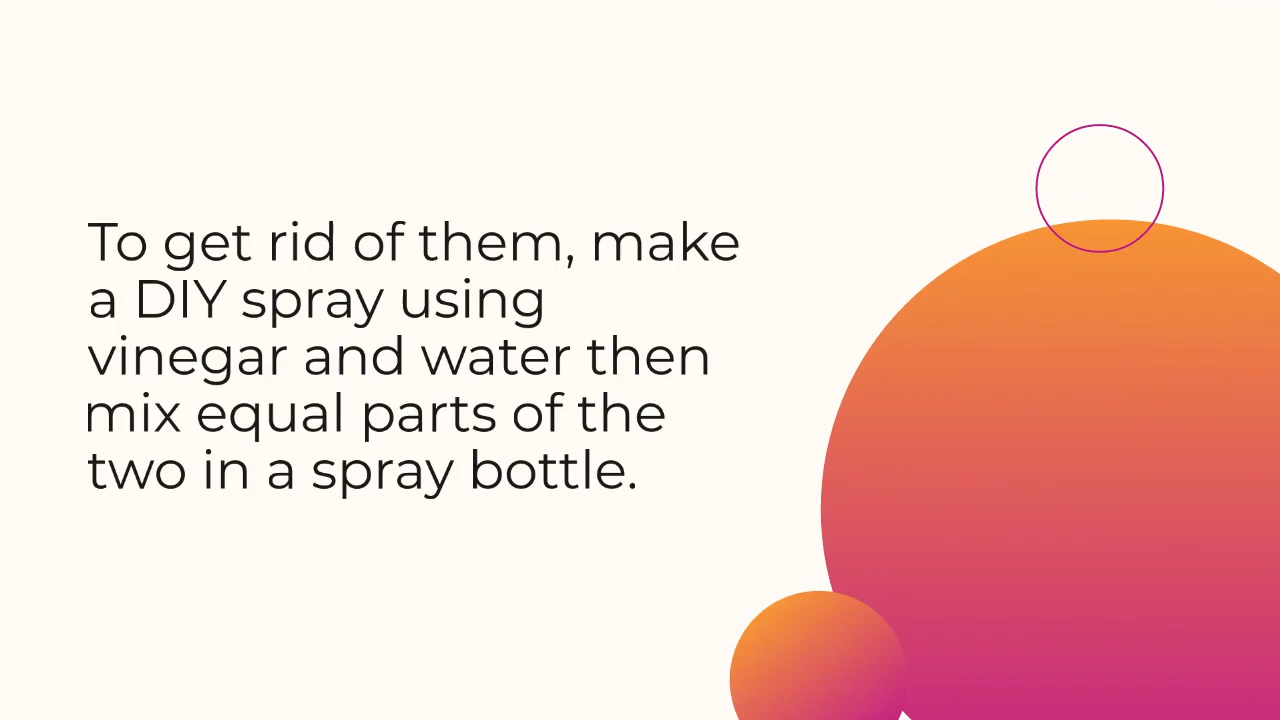 To get rid of them, make
a DIY spray using
vinegar and water then
mix equal parts of the
two in a spray bottle.